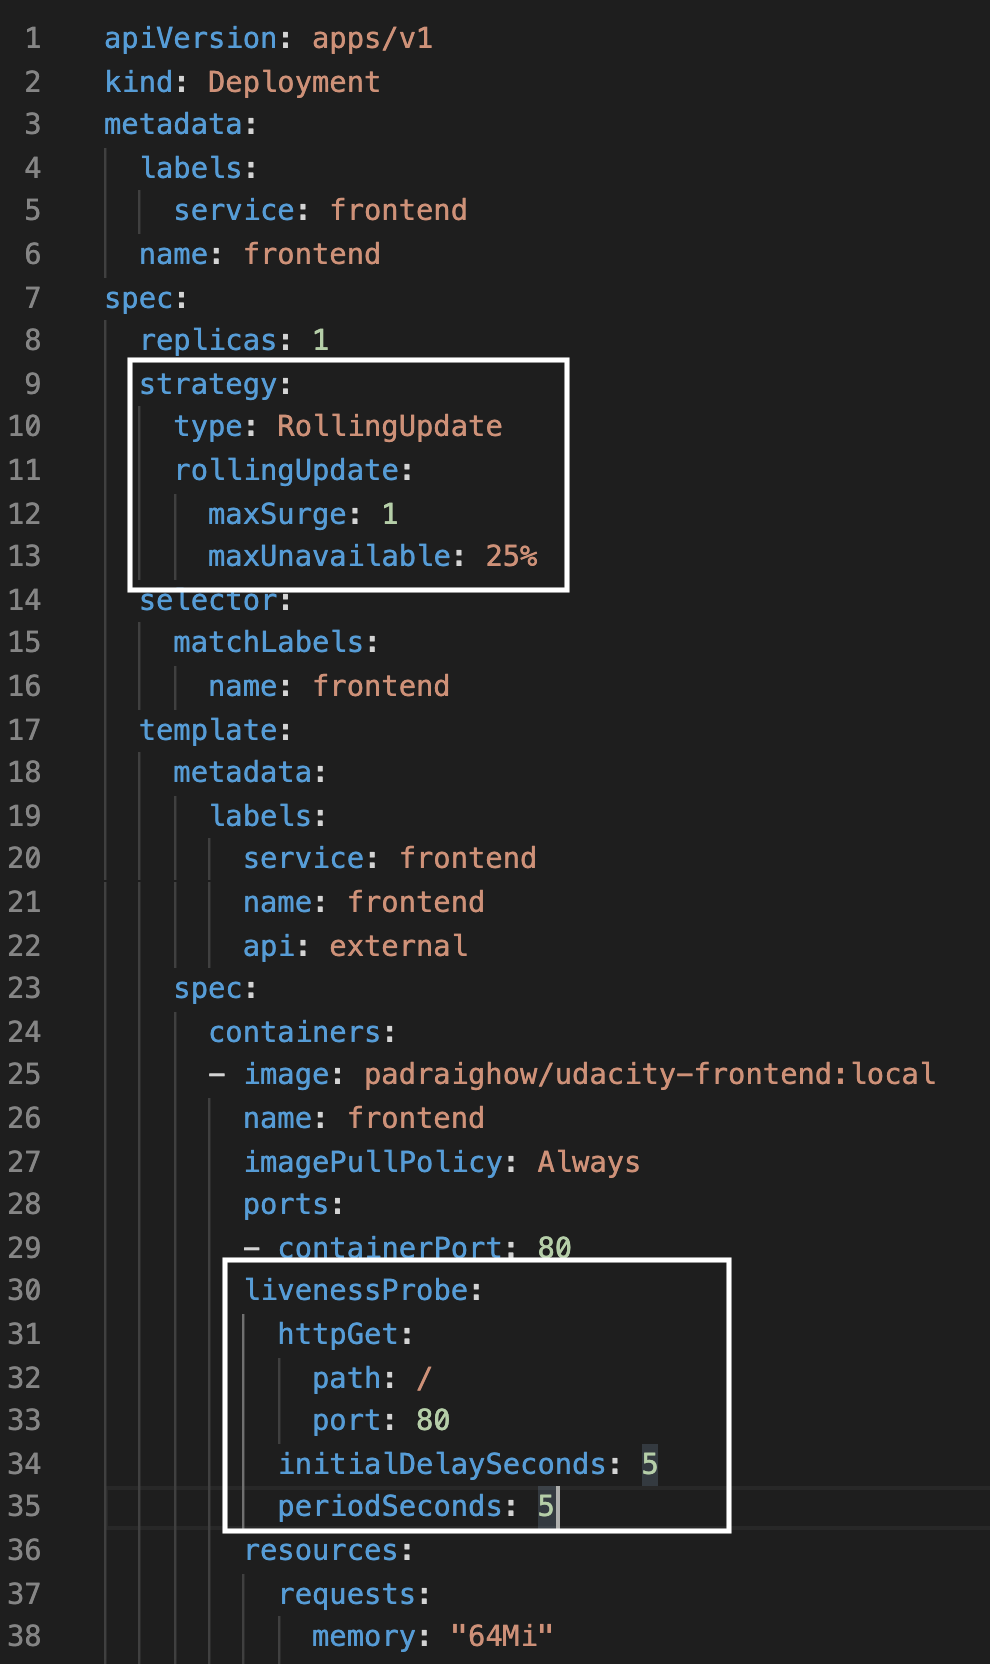 1 apiVersion: apps/v1
2 kind: Deployment
3 metadata:
4 labels:
5 service: frontend
6 name: frontend
7 spec:
8 replicas: 1
9 strategy:
10 type: RollingUpdate
11 rollingUpdate:
12 maxSurge: 1
13 maxUnavailable: 25%
14 selector:
15 matchLabels:
16 name: frontend
17 template:
18 metadata:
19 labels:
20 service: frontend
21 name: frontend
22 api: external
23 spec:
24 containers:
25 - image: padraighow/udacity-frontend:local
26 name: frontend
27 imagePullPolicy: Always
28 ports:
29 - containerPort: 80
30 livenessProbe:
31 httpGet:
32 path: /
33 port: 80
34 initialDelaySeconds: 5
35 periodSeconds: 5
36 resources:
37 requests:
38 memory: "64Mi"